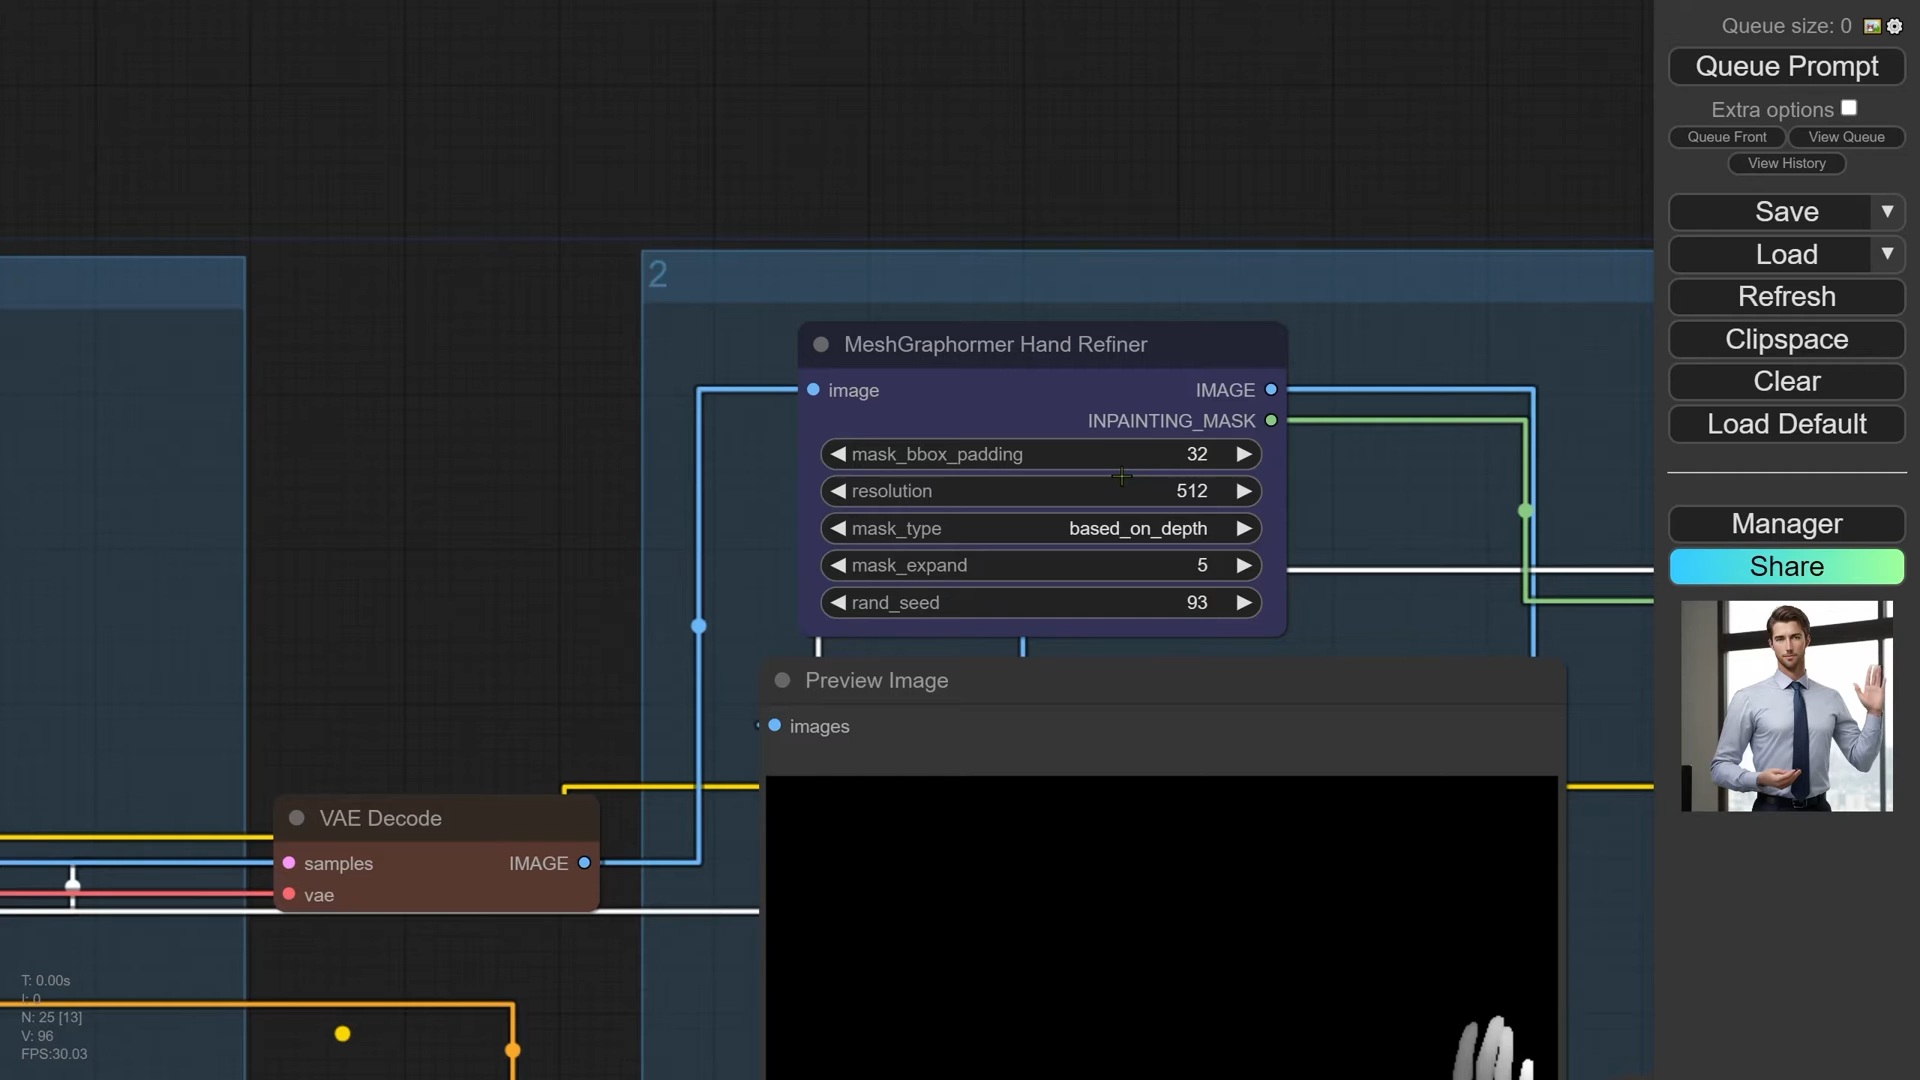 Queue size: 0
Queue Prompt
Extra options
Queue Front
View Queue
View History
Save ▼
Load ▼
Refresh
Clipspace
Clear
Load Default
Manager
Share
2
MeshGraphormer Hand Refiner
image
IMAGE
INPAINTING_MASK
mask_bbox_padding 32
resolution 512
mask_type based_on_depth
mask_expand 5
rand_seed 93
Preview Image
images
VAE Decode
samples
IMAGE
vae
T: 0.00s
I: 0
N: 25 [13]
V: 96
FPS:30.03